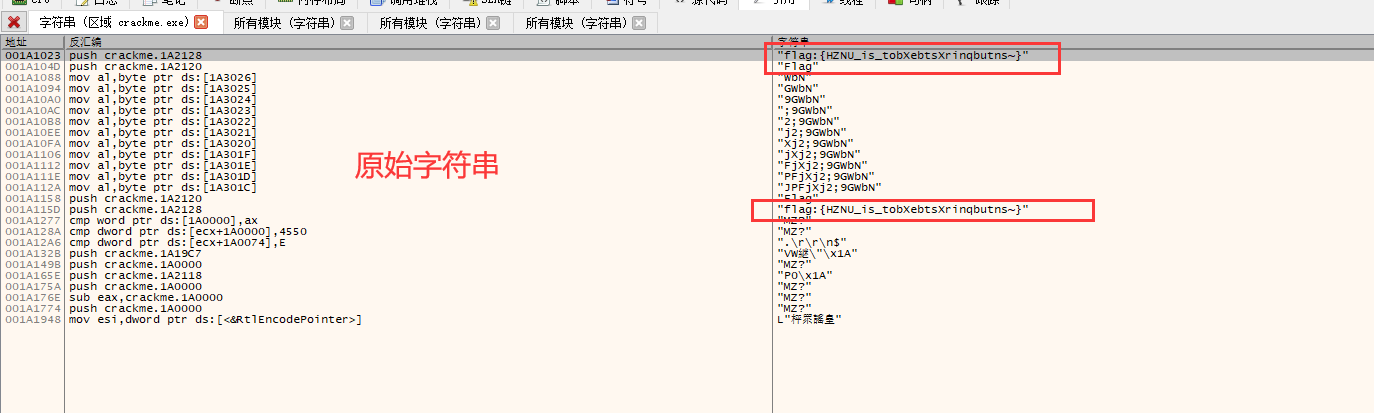 日志
笔记
断点
内存布局
调用堆栈
SEH链
脚本
符号
源代码
引用
线程
句柄
跟踪
字符串 (区域 crackme.exe)
所有模块 (字符串)
所有模块 (字符串)
所有模块 (字符串)
地址 反汇编 字符串
001A1023 push crackme.1A2128 "flag:{HZNU_is_tobXebtsXrinqbutns~}"
001A104D push crackme.1A2120 "Flag"
001A1088 mov al,byte ptr ds:[1A3026] "WbN"
001A1094 mov al,byte ptr ds:[1A3025] "GWbN"
001A10A0 mov al,byte ptr ds:[1A3024] "9GWbN"
001A10AC mov al,byte ptr ds:[1A3023] ";9GWbN"
001A10B8 mov al,byte ptr ds:[1A3022] "2;9GWbN"
001A10EE mov al,byte ptr ds:[1A3021] "j2;9GWbN"
001A10FA mov al,byte ptr ds:[1A3020] "Xj2;9GWbN"
001A1106 mov al,byte ptr ds:[1A301F] "jXj2;9GWbN"
001A1112 mov al,byte ptr ds:[1A301E] "FjXj2;9GWbN"
001A111E mov al,byte ptr ds:[1A301D] "PFjXj2;9GWbN"
001A112A mov al,byte ptr ds:[1A301C] "JPFjXj2;9GWbN"
001A1158 push crackme.1A2120 "Flag"
001A115D push crackme.1A2128 "flag:{HZNU_is_tobXebtsXrinqbutns~}"
001A1277 cmp word ptr ds:[1A0000],ax "MZ?"
001A128A cmp dword ptr ds:[ecx+1A0000],4550 "MZ?"
001A12A6 cmp dword ptr ds:[ecx+1A0074],E ".\r\r\n$"
001A132B push crackme.1A19C7 "VW继\"\x1A"
001A149B push crackme.1A0000 "MZ?"
001A165E push crackme.1A2118 "PO\x1A"
001A175A push crackme.1A0000 "MZ?"
001A176E sub eax,crackme.1A0000 "MZ?"
001A1774 push crackme.1A0000 "MZ?"
001A1948 mov esi,dword ptr ds:[<&RtlEncodePointer>]
原始字符串